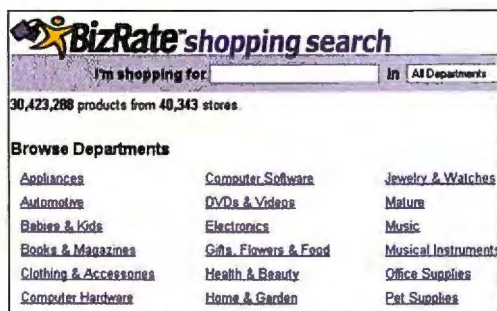 BizRate™ shopping search
I'm shopping for In All Departments
30,423,288 products from 40,343 stores.
Browse Departments
Appliances Computer Software Jewelry & Watches
Automotive DVDs & Videos Mature
Babies & Kids Electronics Music
Books & Magazines Gifts, Flowers & Food Musical Instruments
Clothing & Accessories Health & Beauty Office Supplies
Computer Hardware Home & Garden Pet Supplies